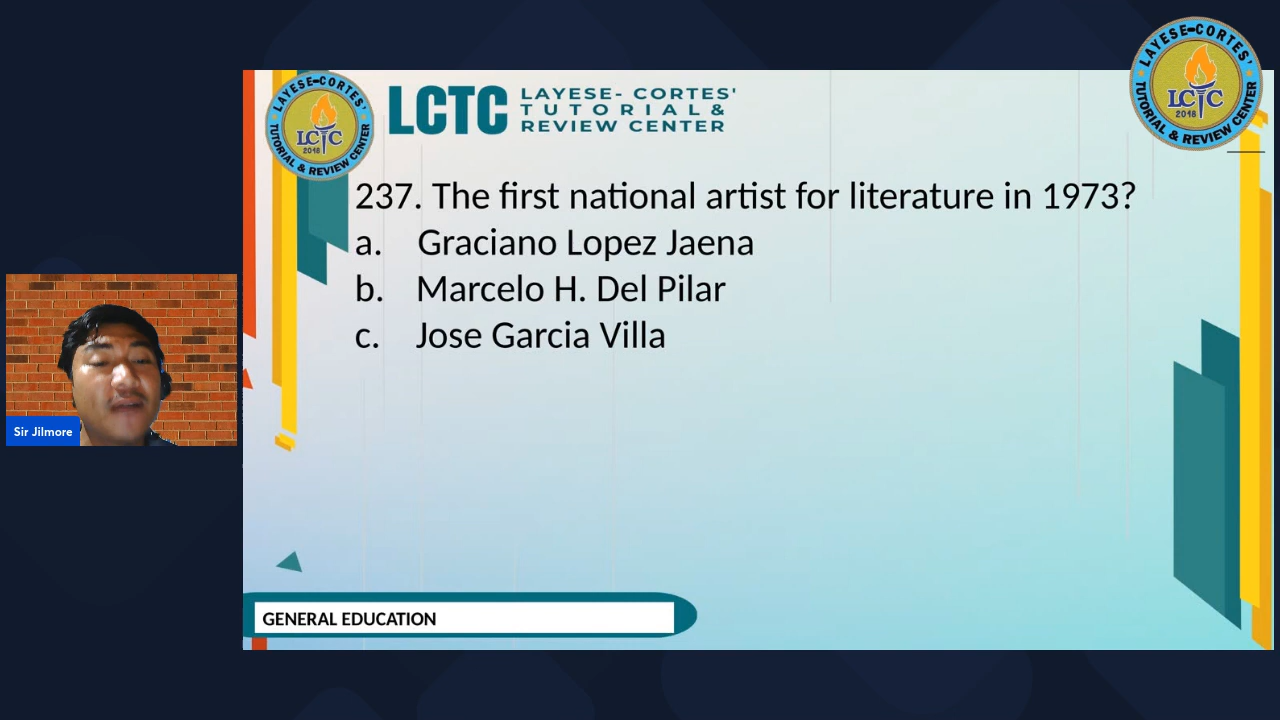 LAYESE-CORTES'
TUTORIAL & REVIEW CENTER
LCTC
2018
LCTC
LAYESE- CORTES'
TUTORIAL &
REVIEW CENTER
LAYESE-CORTES'
TUTORIAL & REVIEW CENTER
LCTC
2018
237. The first national artist for literature in 1973?
a. Graciano Lopez Jaena
b. Marcelo H. Del Pilar
c. Jose Garcia Villa
Sir Jilmore
GENERAL EDUCATION